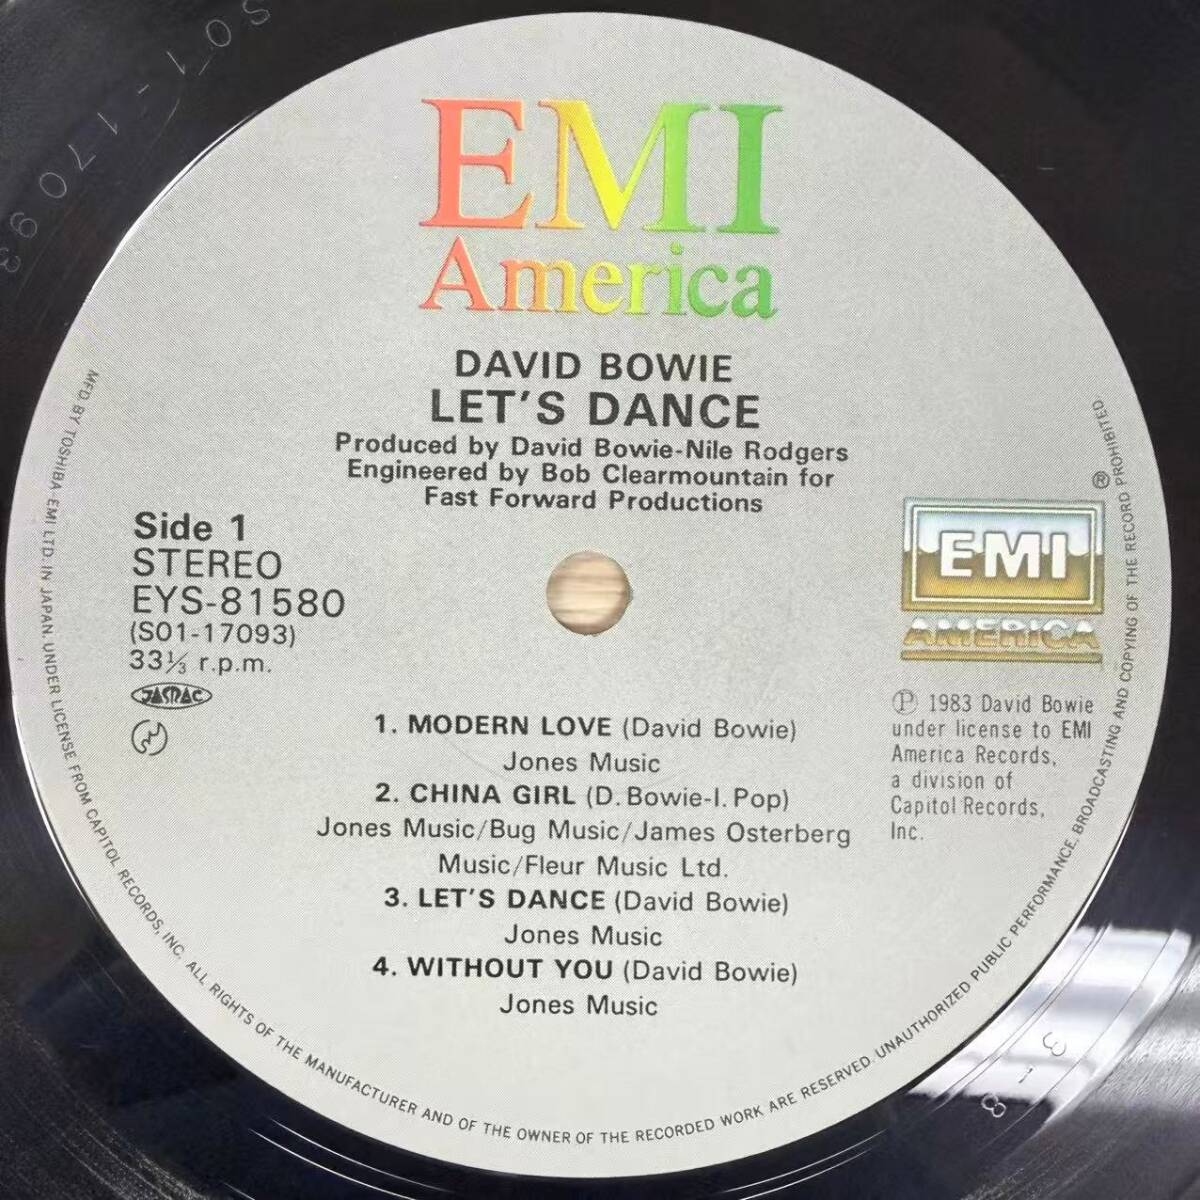 EMI
America
DAVID BOWIE
LET'S DANCE
Produced by David Bowie-Nile Rodgers
Engineered by Bob Clearmountain for
Fast Forward Productions
Side 1
STEREO
EYS-81580
(S01-17093)
33⅓ r.p.m.
JASRAC
EMI
AMERICA
®
Ⓟ 1983 David Bowie
under license to EMI
America Records,
a division of
Capitol Records,
Inc.
1. MODERN LOVE (David Bowie)
Jones Music
2. CHINA GIRL (D. Bowie-I. Pop)
Jones Music/Bug Music/James Osterberg
Music/Fleur Music Ltd.
3. LET'S DANCE (David Bowie)
Jones Music
4. WITHOUT YOU (David Bowie)
Jones Music
MFD. BY TOSHIBA EMI LTD. IN JAPAN. UNDER LICENSE FROM CAPITOL RECORDS, INC. ALL RIGHTS OF THE MANUFACTURER AND OF THE OWNER OF THE RECORDED WORK ARE RESERVED. UNAUTHORIZED PUBLIC PERFORMANCE, BROADCASTING AND COPYING OF THE RECORD PROHIBITED.
S01-17093
3-8